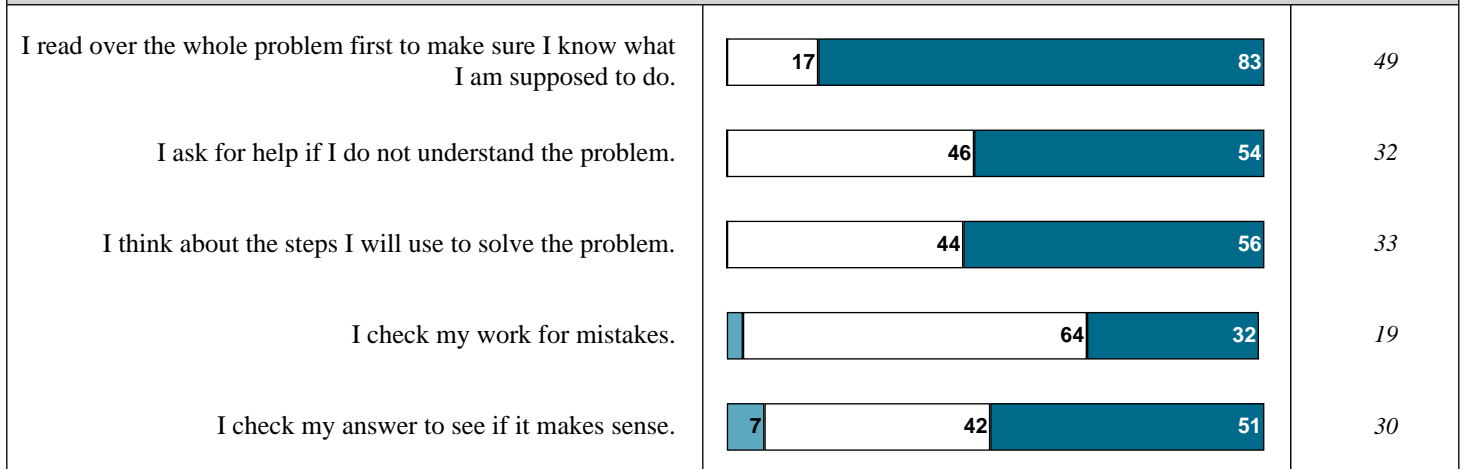 I read over the whole problem first to make sure I know what
I am supposed to do.
17 83 49
I ask for help if I do not understand the problem.
46 54 32
I think about the steps I will use to solve the problem.
44 56 33
I check my work for mistakes.
64 32 19
I check my answer to see if it makes sense.
7 42 51 30